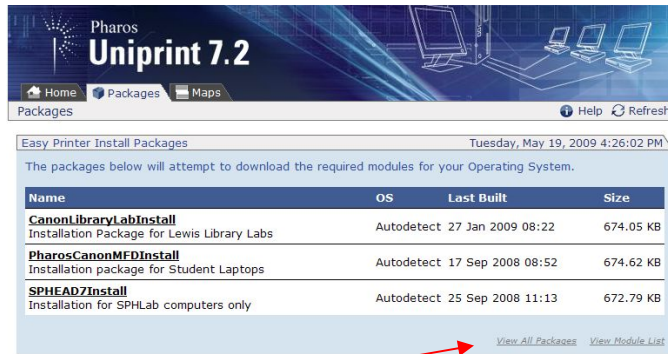 Pharos
Uniprint 7.2
Home Packages Maps
Packages Help Refresh
Easy Printer Install Packages Tuesday, May 19, 2009 4:26:02 PM
The packages below will attempt to download the required modules for your Operating System.
Name OS Last Built Size
CanonLibraryLabInstall
Installation Package for Lewis Library Labs Autodetect 27 Jan 2009 08:22 674.05 KB
PharosCanonMFDInstall
Installation package for Student Laptops Autodetect 17 Sep 2008 08:52 674.62 KB
SPHEAD7Install
Installation for SPHLab computers only Autodetect 25 Sep 2008 11:13 672.79 KB
View All Packages View Module List